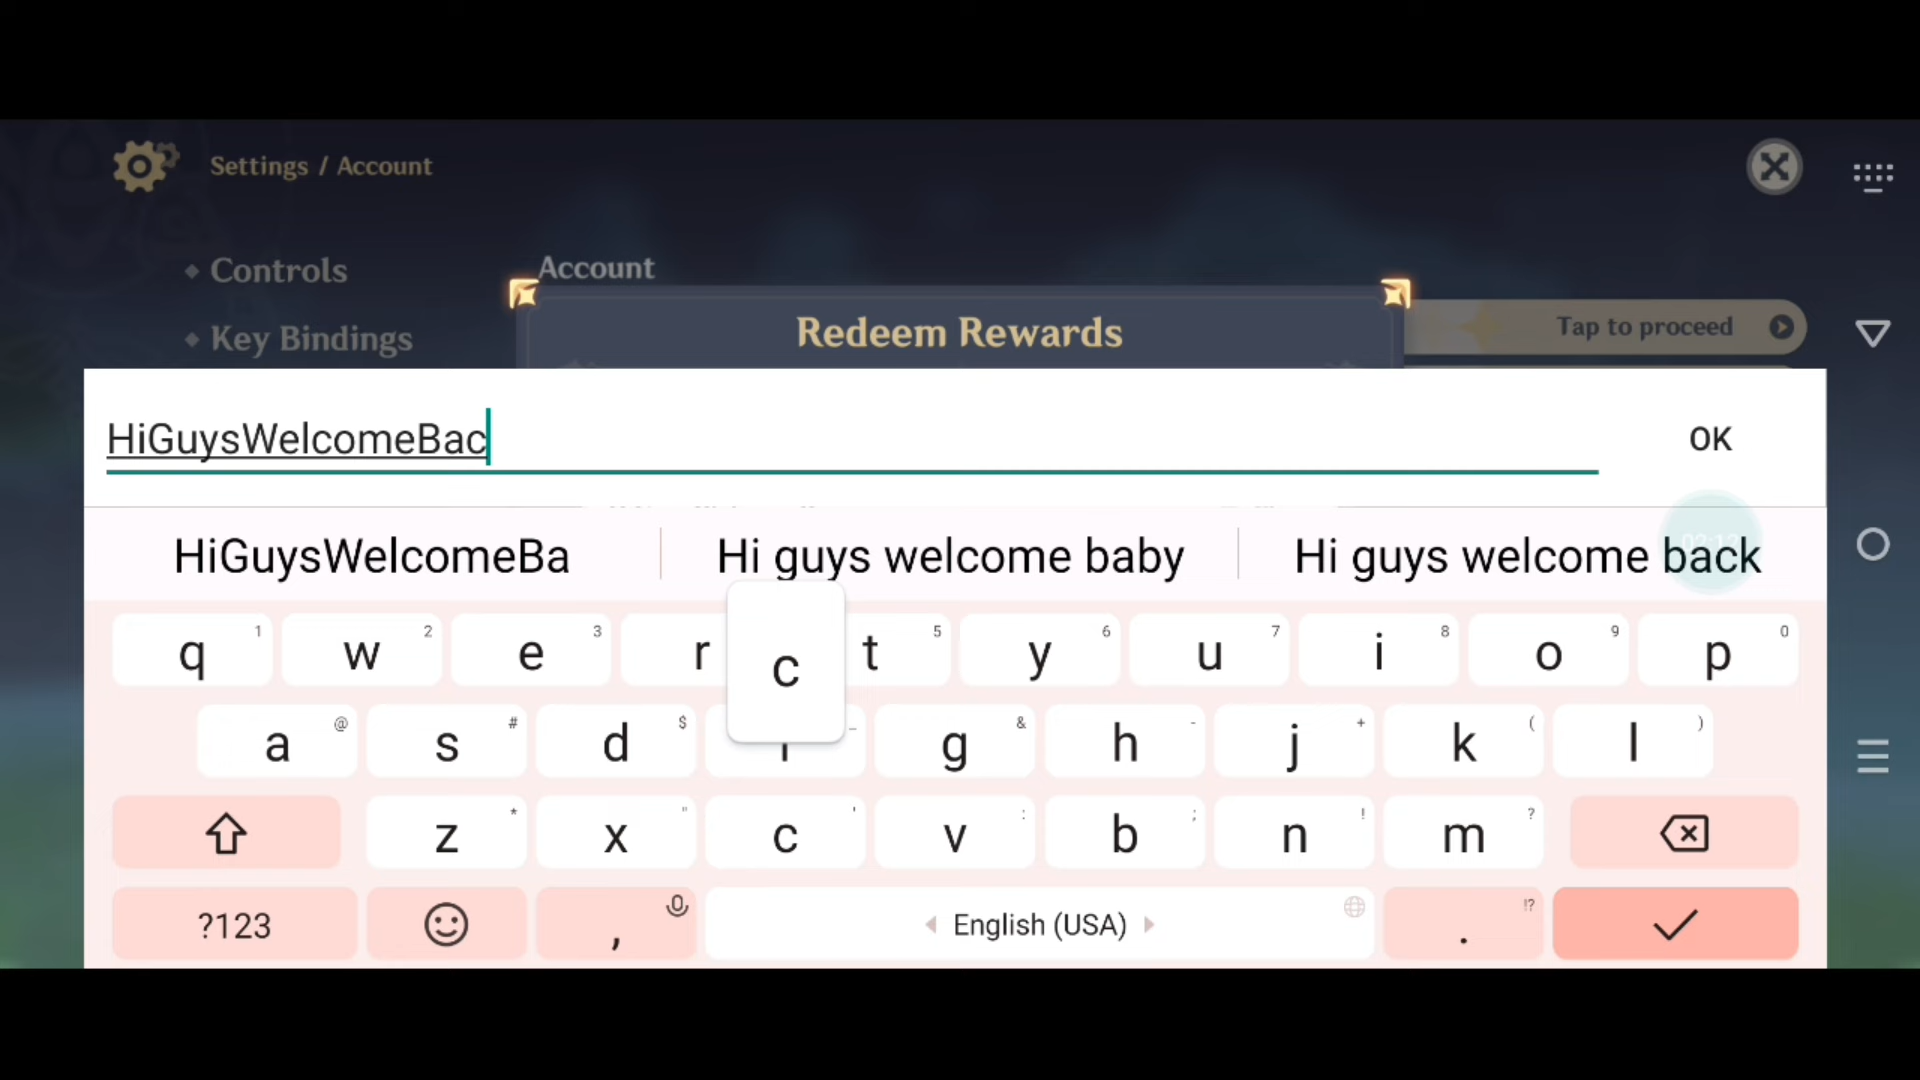 Settings / Account
Controls
Account
Key Bindings
Redeem Rewards
Tap to proceed
HiGuysWelcomeBac
OK
HiGuysWelcomeBa
Hi guys welcome baby
Hi guys welcome back
q 1 w 2 e 3 r t 5 y 6 u 7 i 8 o 9 p 0
c
a @ s # d $ _ g & h - j + k ( l )
z * x " c ' v : b ; n ! m ?
?123 , English (USA) . !?